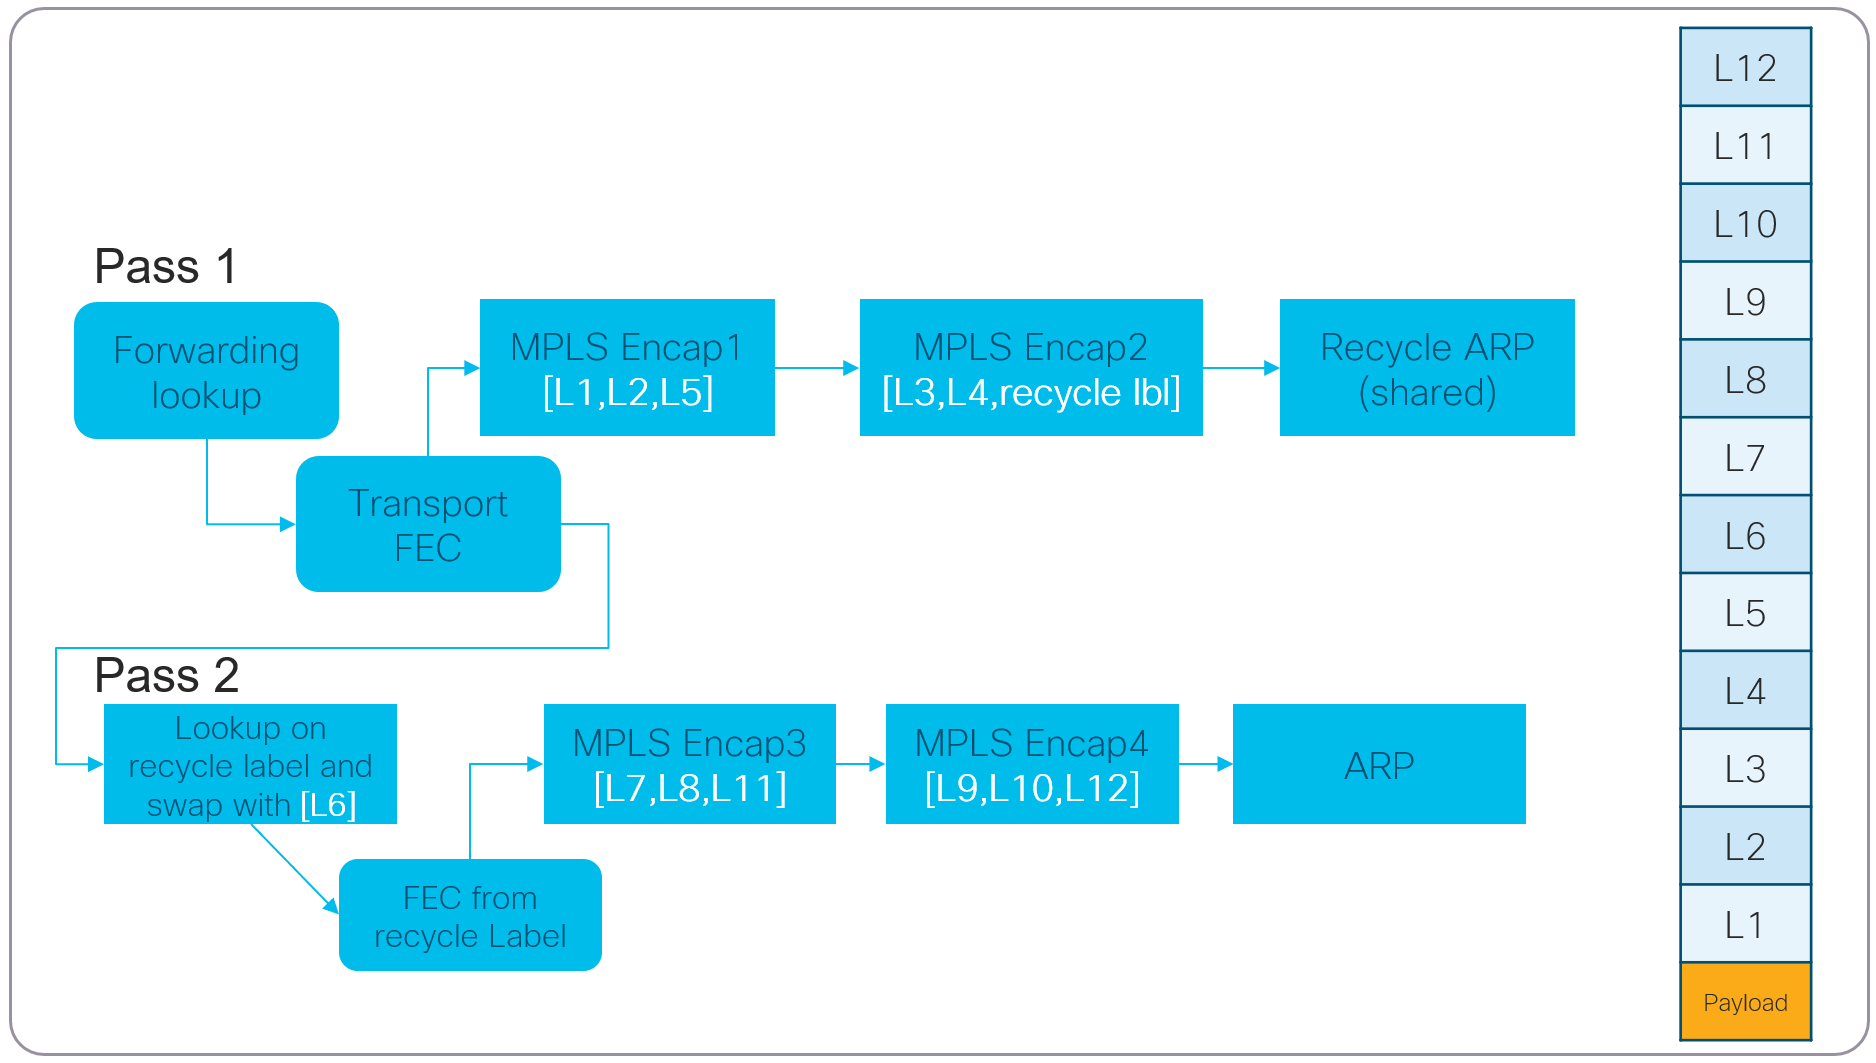 Pass 1
Forwarding
lookup
Transport
FEC
MPLS Encap1
[L1,L2,L5]
MPLS Encap2
[L3,L4,recycle lbl]
Recycle ARP
(shared)
Pass 2
Lookup on
recycle label and
swap with [L6]
FEC from
recycle Label
MPLS Encap3
[L7,L8,L11]
MPLS Encap4
[L9,L10,L12]
ARP
L12
L11
L10
L9
L8
L7
L6
L5
L4
L3
L2
L1
Payload